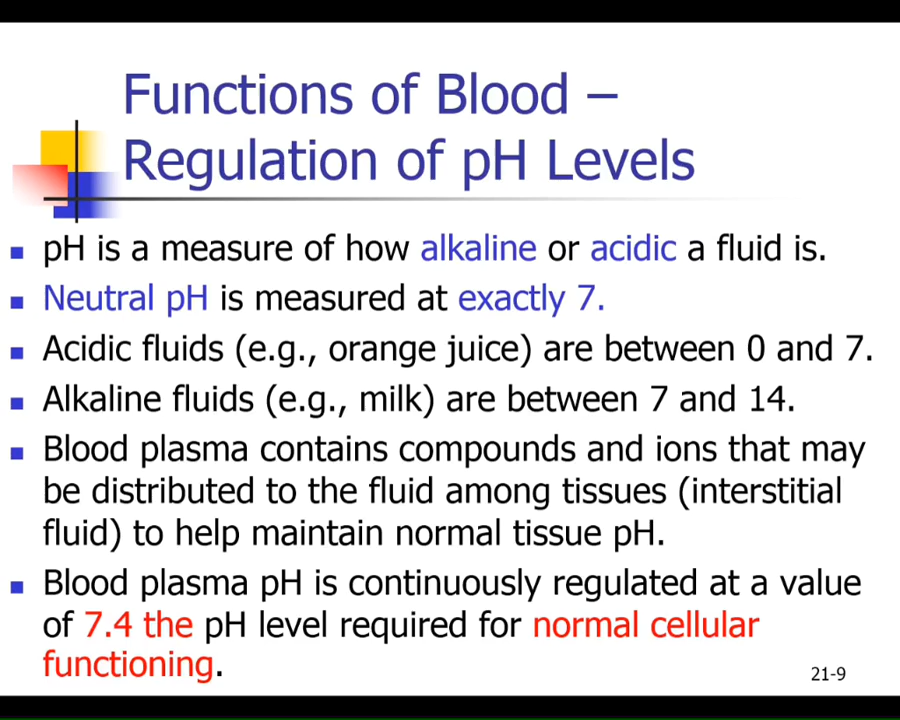 Functions of Blood –
Regulation of pH Levels
pH is a measure of how alkaline or acidic a fluid is.
Neutral pH is measured at exactly 7.
Acidic fluids (e.g., orange juice) are between 0 and 7.
Alkaline fluids (e.g., milk) are between 7 and 14.
Blood plasma contains compounds and ions that may
be distributed to the fluid among tissues (interstitial
fluid) to help maintain normal tissue pH.
Blood plasma pH is continuously regulated at a value
of 7.4 the pH level required for normal cellular
functioning.
21-9